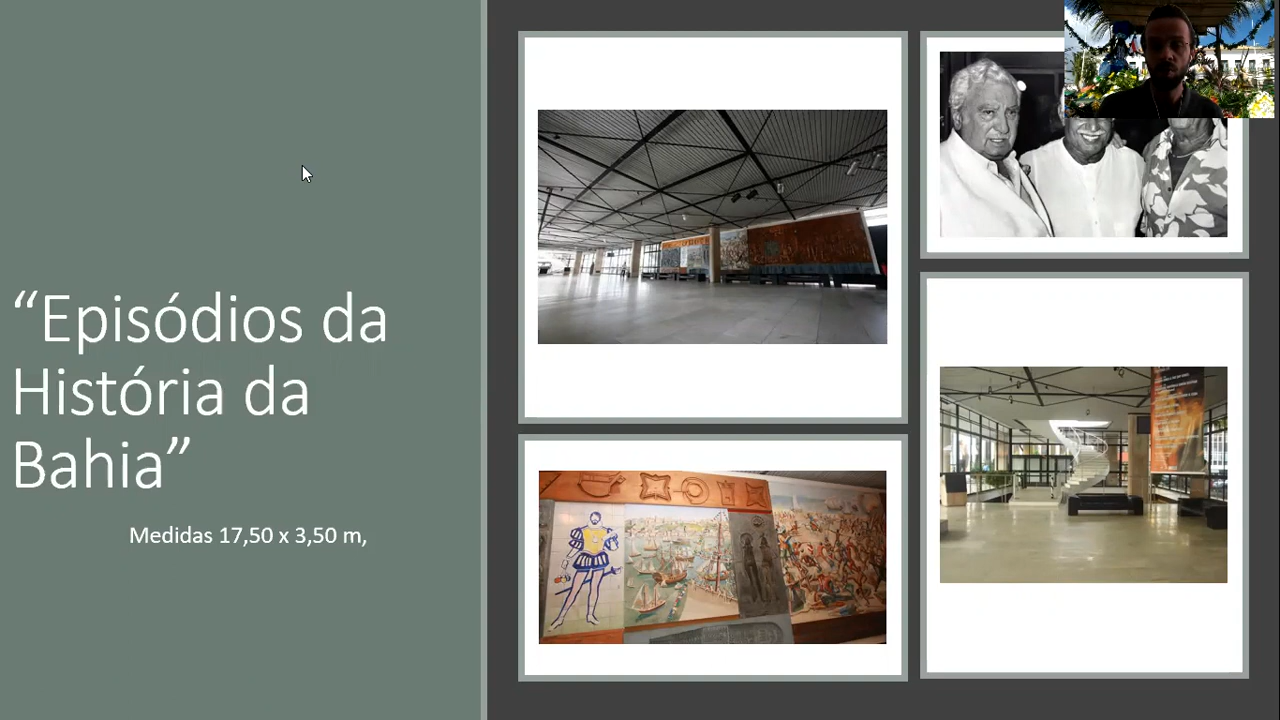 “Episódios da
História da
Bahia”
Medidas 17,50 x 3,50 m,